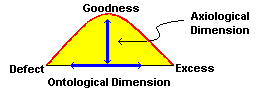 Goodness
Axiological
Dimension
Defect
Excess
Ontological Dimension